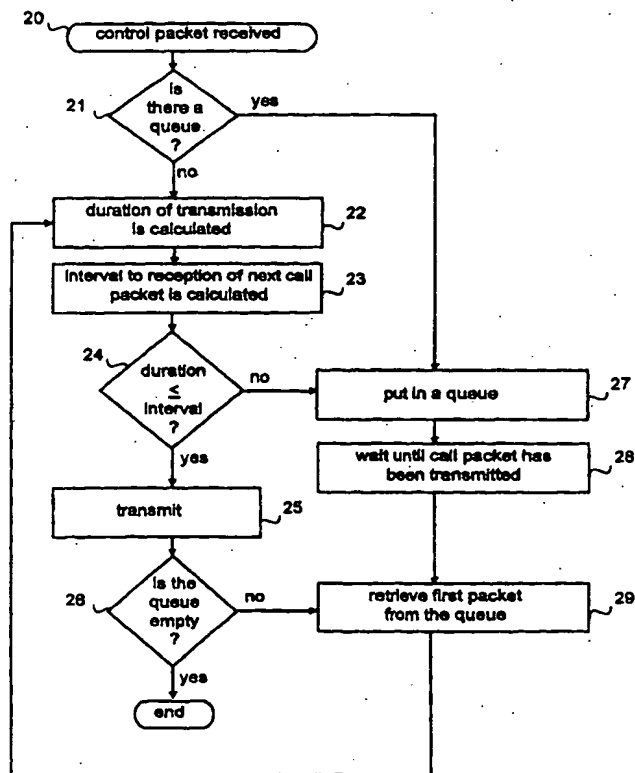 20
control packet received
21
is
there a
queue
?
yes
no
duration of transmission
is calculated
22
interval to reception of next call
packet is calculated
23
24
duration
≤
interval
?
no
yes
put in a queue
27
wait until call packet has
been transmitted
28
transmit
25
26
is the
queue
empty
?
no
yes
retrieve first packet
from the queue
29
end